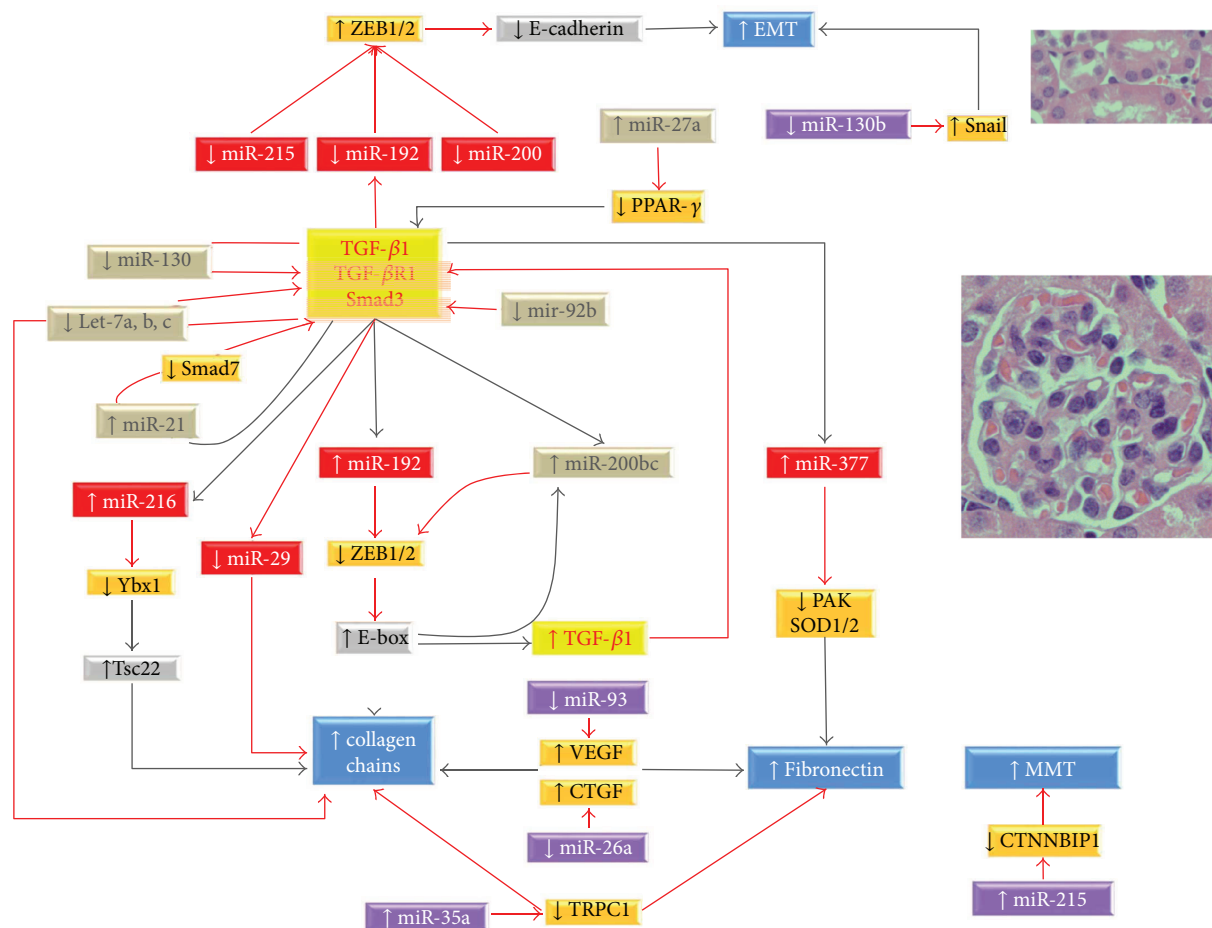 ↑ ZEB1/2
↓ E-cadherin
↑ EMT
↓ miR-215
↓ miR-192
↓ miR-200
↑ miR-27a
↓ miR-130b
↑ Snail
↓ PPAR-γ
TGF-β1
TGF-βR1
Smad3
↓ miR-130
↓ Let-7a, b, c
↓ mir-92b
↓ Smad7
↑ miR-21
↑ miR-192
↑ miR-200bc
↑ miR-377
↑ miR-216
↓ miR-29
↓ ZEB1/2
↓ Ybx1
↓ PAK
SOD1/2
↑ E-box
↑ TGF-β1
↑Tsc22
↓ miR-93
↑ collagen
chains
↑ VEGF
↑ Fibronectin
↑ MMT
↑ CTGF
↓ CTNNBIP1
↓ miR-26a
↑ miR-215
↑ miR-35a
↓ TRPC1